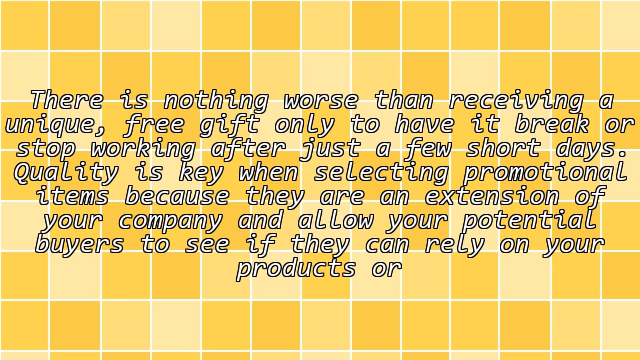 There is nothing worse than receiving a
unique, free gift only to have it break or
stop working after just a few short days.
Quality is key when selecting promotional
items because they are an extension of
your company and allow your potential
buyers to see if they can rely on your
products or